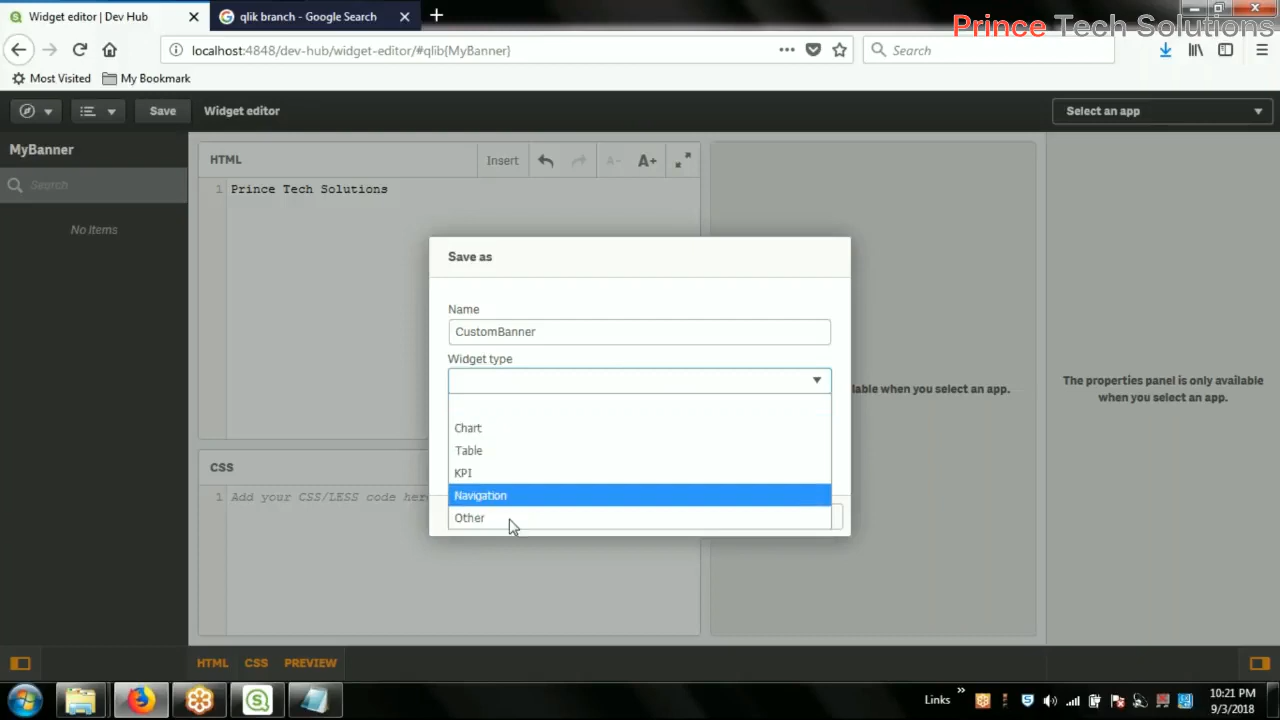 Widget editor | Dev Hub
qlik branch - Google Search
Prince Tech Solutions
localhost:4848/dev-hub/widget-editor/#qlib{MyBanner}
Search
Most Visited
My Bookmark
Save
Widget editor
Select an app
MyBanner
Search
No Items
HTML
Insert
A-
A+
1 Prince Tech Solutions
Save as
Name
CustomBanner
Widget type
Chart
Table
KPI
Navigation
Other
lable when you select an app.
The properties panel is only available
when you select an app.
CSS
1 Add your CSS/LESS code here
HTML
CSS
PREVIEW
Links
10:21 PM
9/3/2018